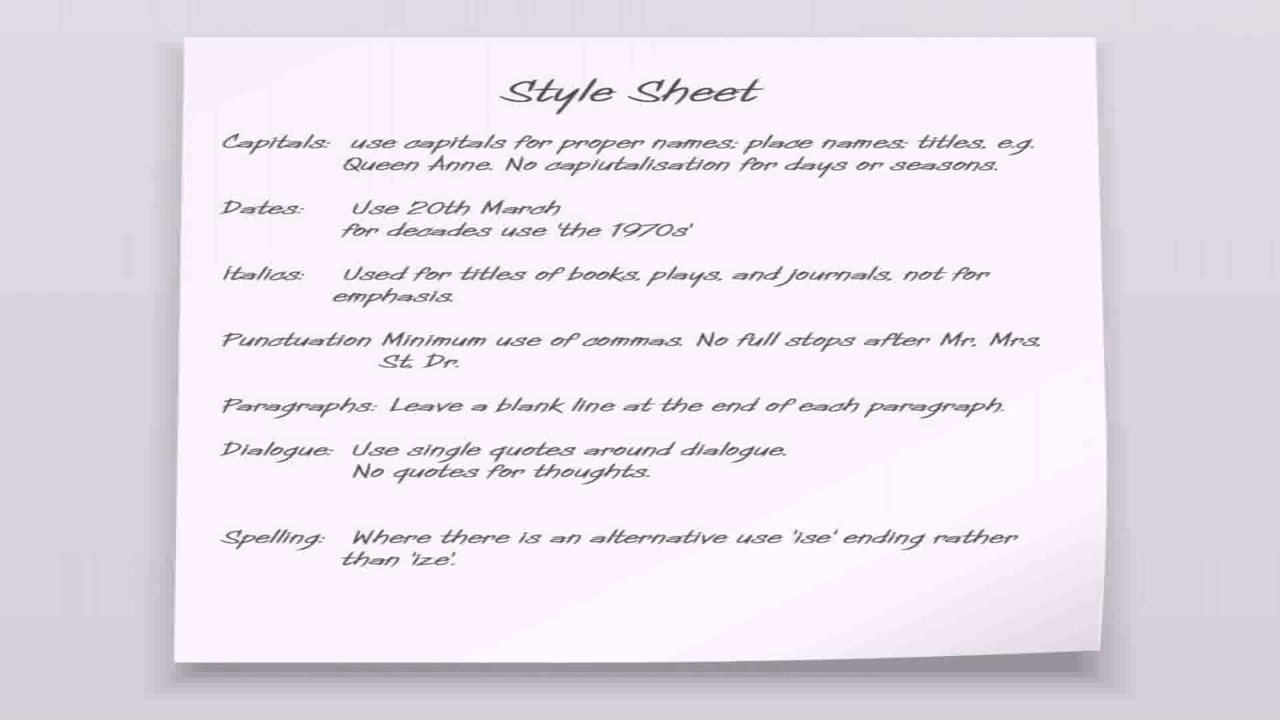 Style Sheet
Capitals: use capitals for proper names; place names; titles, e.g.
Queen Anne. No capiutalisation for days or seasons.
Dates: Use 20th March
for decades use 'the 1970s'
Italics: Used for titles of books, plays, and journals, not for
emphasis.
Punctuation Minimum use of commas. No full stops after Mr, Mrs,
St, Dr.
Paragraphs: Leave a blank line at the end of each paragraph.
Dialogue: Use single quotes around dialogue.
No quotes for thoughts.
Spelling: Where there is an alternative use 'ise' ending rather
than 'ize'.